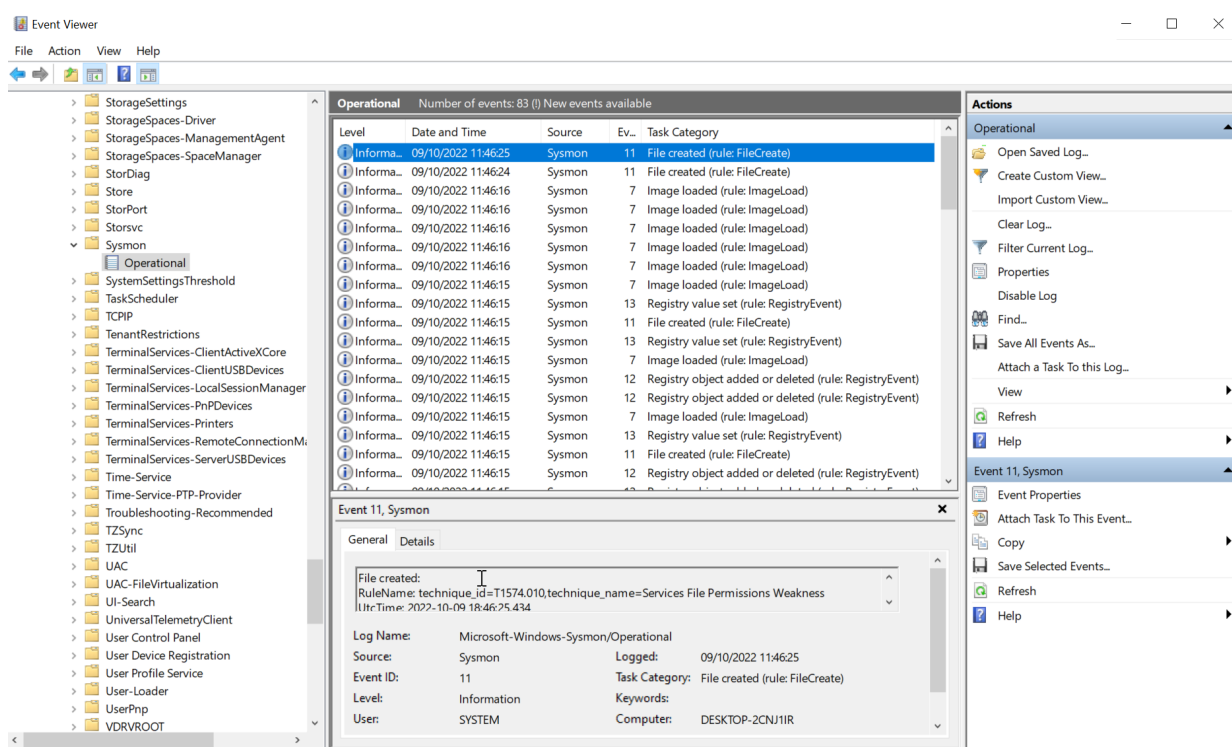 Event Viewer
File Action View Help
StorageSettings
StorageSpaces-Driver
StorageSpaces-ManagementAgent
StorageSpaces-SpaceManager
StorDiag
Store
StorPort
Storsvc
Sysmon
Operational
SystemSettingsThreshold
TaskScheduler
TCPIP
TenantRestrictions
TerminalServices-ClientActiveXCore
TerminalServices-ClientUSBDevices
TerminalServices-LocalSessionManager
TerminalServices-PnPDevices
TerminalServices-Printers
TerminalServices-RemoteConnectionMa
TerminalServices-ServerUSBDevices
Time-Service
Time-Service-PTP-Provider
Troubleshooting-Recommended
TZSync
TZUtil
UAC
UAC-FileVirtualization
UI-Search
UniversalTelemetryClient
User Control Panel
User Device Registration
User Profile Service
User-Loader
UserPnp
VDRVROOT
Operational Number of events: 83 (!) New events available
Level Date and Time Source Ev... Task Category
Informa... 09/10/2022 11:46:25 Sysmon 11 File created (rule: FileCreate)
Informa... 09/10/2022 11:46:24 Sysmon 11 File created (rule: FileCreate)
Informa... 09/10/2022 11:46:16 Sysmon 7 Image loaded (rule: ImageLoad)
Informa... 09/10/2022 11:46:16 Sysmon 7 Image loaded (rule: ImageLoad)
Informa... 09/10/2022 11:46:16 Sysmon 7 Image loaded (rule: ImageLoad)
Informa... 09/10/2022 11:46:16 Sysmon 7 Image loaded (rule: ImageLoad)
Informa... 09/10/2022 11:46:16 Sysmon 7 Image loaded (rule: ImageLoad)
Informa... 09/10/2022 11:46:15 Sysmon 7 Image loaded (rule: ImageLoad)
Informa... 09/10/2022 11:46:15 Sysmon 13 Registry value set (rule: RegistryEvent)
Informa... 09/10/2022 11:46:15 Sysmon 11 File created (rule: FileCreate)
Informa... 09/10/2022 11:46:15 Sysmon 13 Registry value set (rule: RegistryEvent)
Informa... 09/10/2022 11:46:15 Sysmon 7 Image loaded (rule: ImageLoad)
Informa... 09/10/2022 11:46:15 Sysmon 12 Registry object added or deleted (rule: RegistryEvent)
Informa... 09/10/2022 11:46:15 Sysmon 12 Registry object added or deleted (rule: RegistryEvent)
Informa... 09/10/2022 11:46:15 Sysmon 7 Image loaded (rule: ImageLoad)
Informa... 09/10/2022 11:46:15 Sysmon 13 Registry value set (rule: RegistryEvent)
Informa... 09/10/2022 11:46:15 Sysmon 11 File created (rule: FileCreate)
Informa... 09/10/2022 11:46:15 Sysmon 12 Registry object added or deleted (rule: RegistryEvent)
Event 11, Sysmon
General Details
File created:
RuleName: technique_id=T1574.010,technique_name=Services File Permissions Weakness
UtcTime: 2022-10-09 18:46:25.434
Log Name: Microsoft-Windows-Sysmon/Operational
Source: Sysmon Logged: 09/10/2022 11:46:25
Event ID: 11 Task Category: File created (rule: FileCreate)
Level: Information Keywords:
User: SYSTEM Computer: DESKTOP-2CNJ1IR
Actions
Operational
Open Saved Log...
Create Custom View...
Import Custom View...
Clear Log...
Filter Current Log...
Properties
Disable Log
Find...
Save All Events As...
Attach a Task To this Log...
View
Refresh
Help
Event 11, Sysmon
Event Properties
Attach Task To This Event...
Copy
Save Selected Events...
Refresh
Help